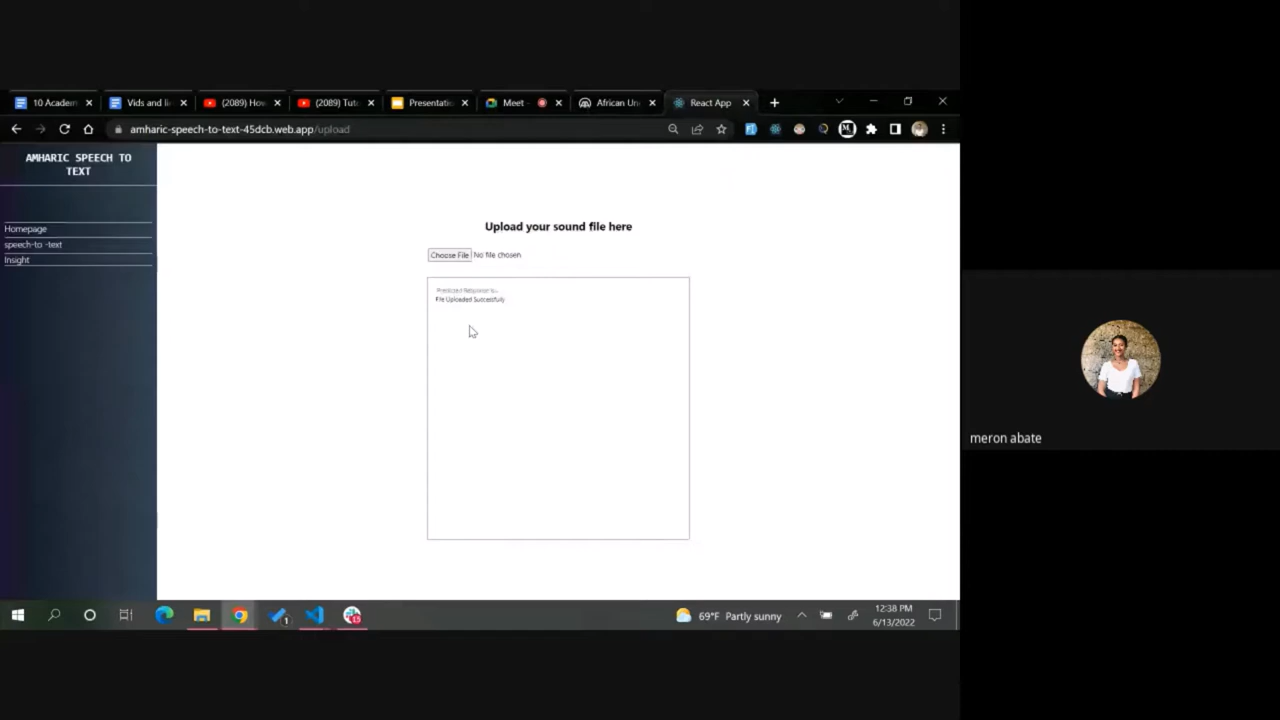 10 Academ
Vids and li
(2089) Hov
(2089) Tuto
Presentatio
Meet -
African Un
React App
amharic-speech-to-text-45dcb.web.app/upload
AMHARIC SPEECH TO
TEXT
Homepage
speech-to -text
Insight
Upload your sound file here
Choose File No file chosen
File Uploaded Successfully
meron abate
69°F Partly sunny
12:38 PM
6/13/2022